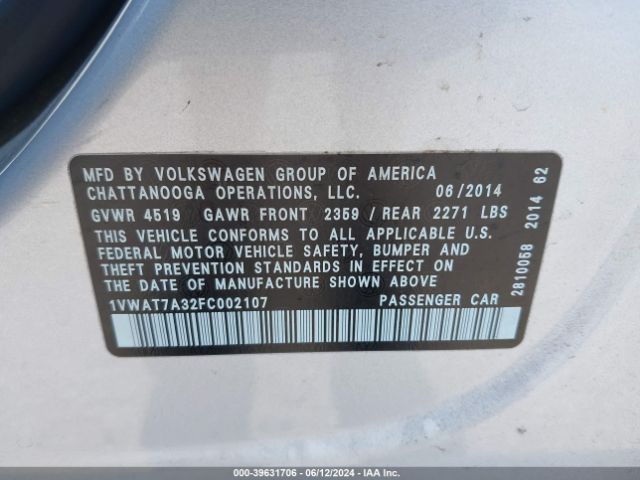 MFD BY VOLKSWAGEN GROUP OF AMERICA
CHATTANOOGA OPERATIONS, LLC. 06/2014
GVWR 4519 GAWR FRONT 2359 / REAR 2271 LBS
THIS VEHICLE CONFORMS TO ALL APPLICABLE U.S.
FEDERAL MOTOR VEHICLE SAFETY, BUMPER AND
THEFT PREVENTION STANDARDS IN EFFECT ON
THE DATE OF MANUFACTURE SHOWN ABOVE
1VWAT7A32FC002107 PASSENGER CAR
2810058 2014 62
000-39631706 - 06/12/2024 - IAA Inc.